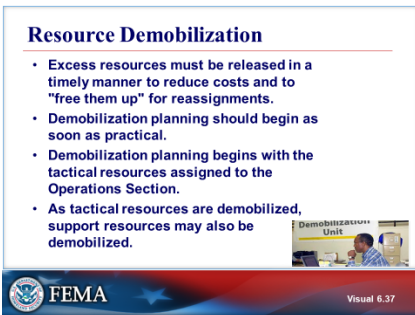 Resource Demobilization
• Excess resources must be released in a
timely manner to reduce costs and to
"free them up" for reassignments.
• Demobilization planning should begin as
soon as practical.
• Demobilization planning begins with the
tactical resources assigned to the
Operations Section.
• As tactical resources are demobilized,
support resources may also be
demobilized.
Demobilization
Unit
FEMA
Visual 6.37